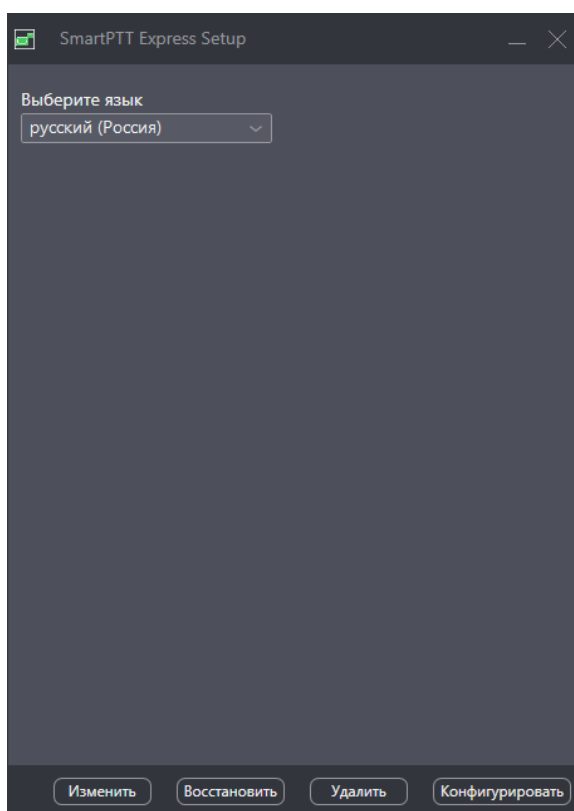 SmartPTT Express Setup
Выберите язык
русский (Россия)
Изменить Восстановить Удалить Конфигурировать